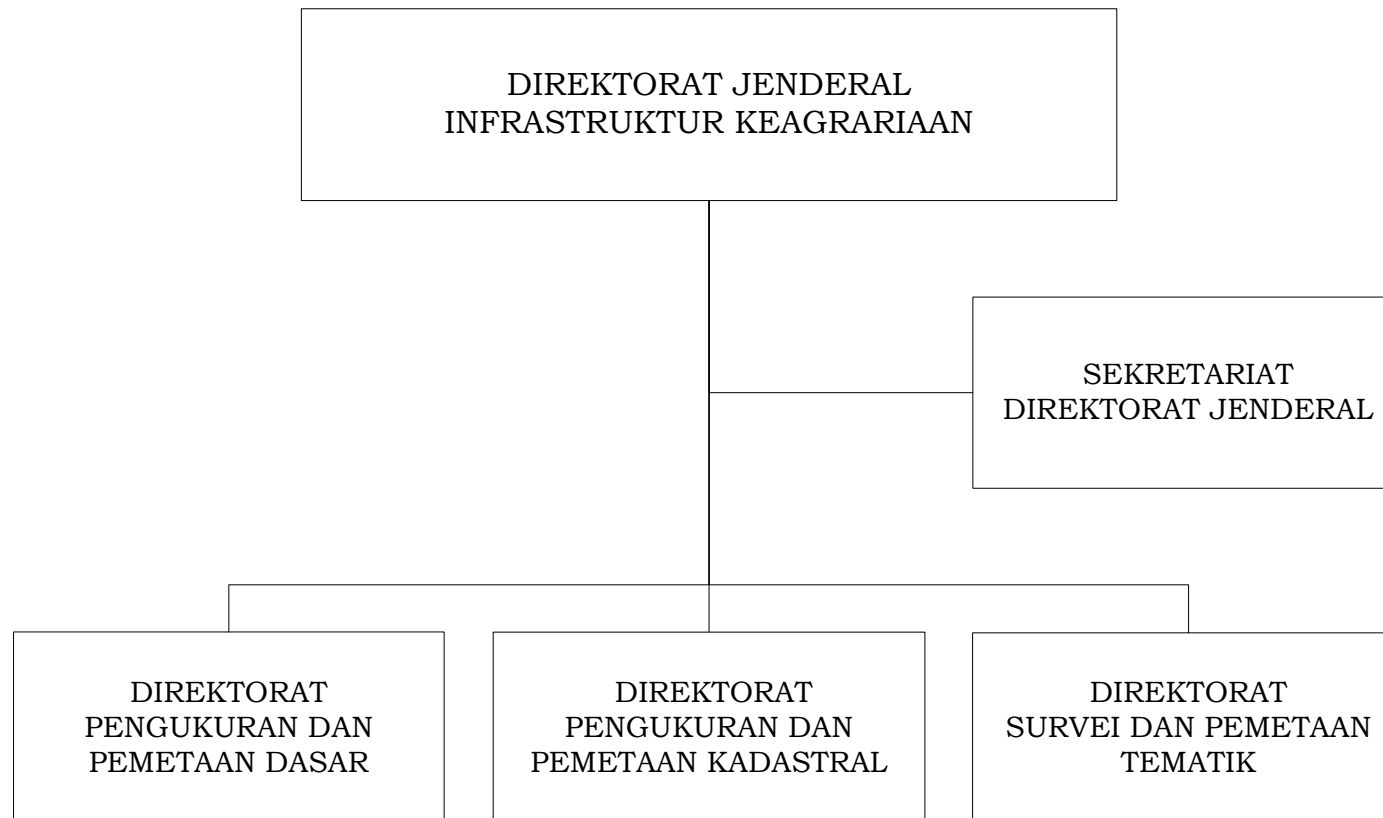 DIREKTORAT JENDERAL
INFRASTRUKTUR KEAGRARIAAN
SEKRETARIAT
DIREKTORAT JENDERAL
DIREKTORAT
PENGUKURAN DAN
PEMETAAN DASAR
DIREKTORAT
PENGUKURAN DAN
PEMETAAN KADASTRAL
DIREKTORAT
SURVEI DAN PEMETAAN
TEMATIK